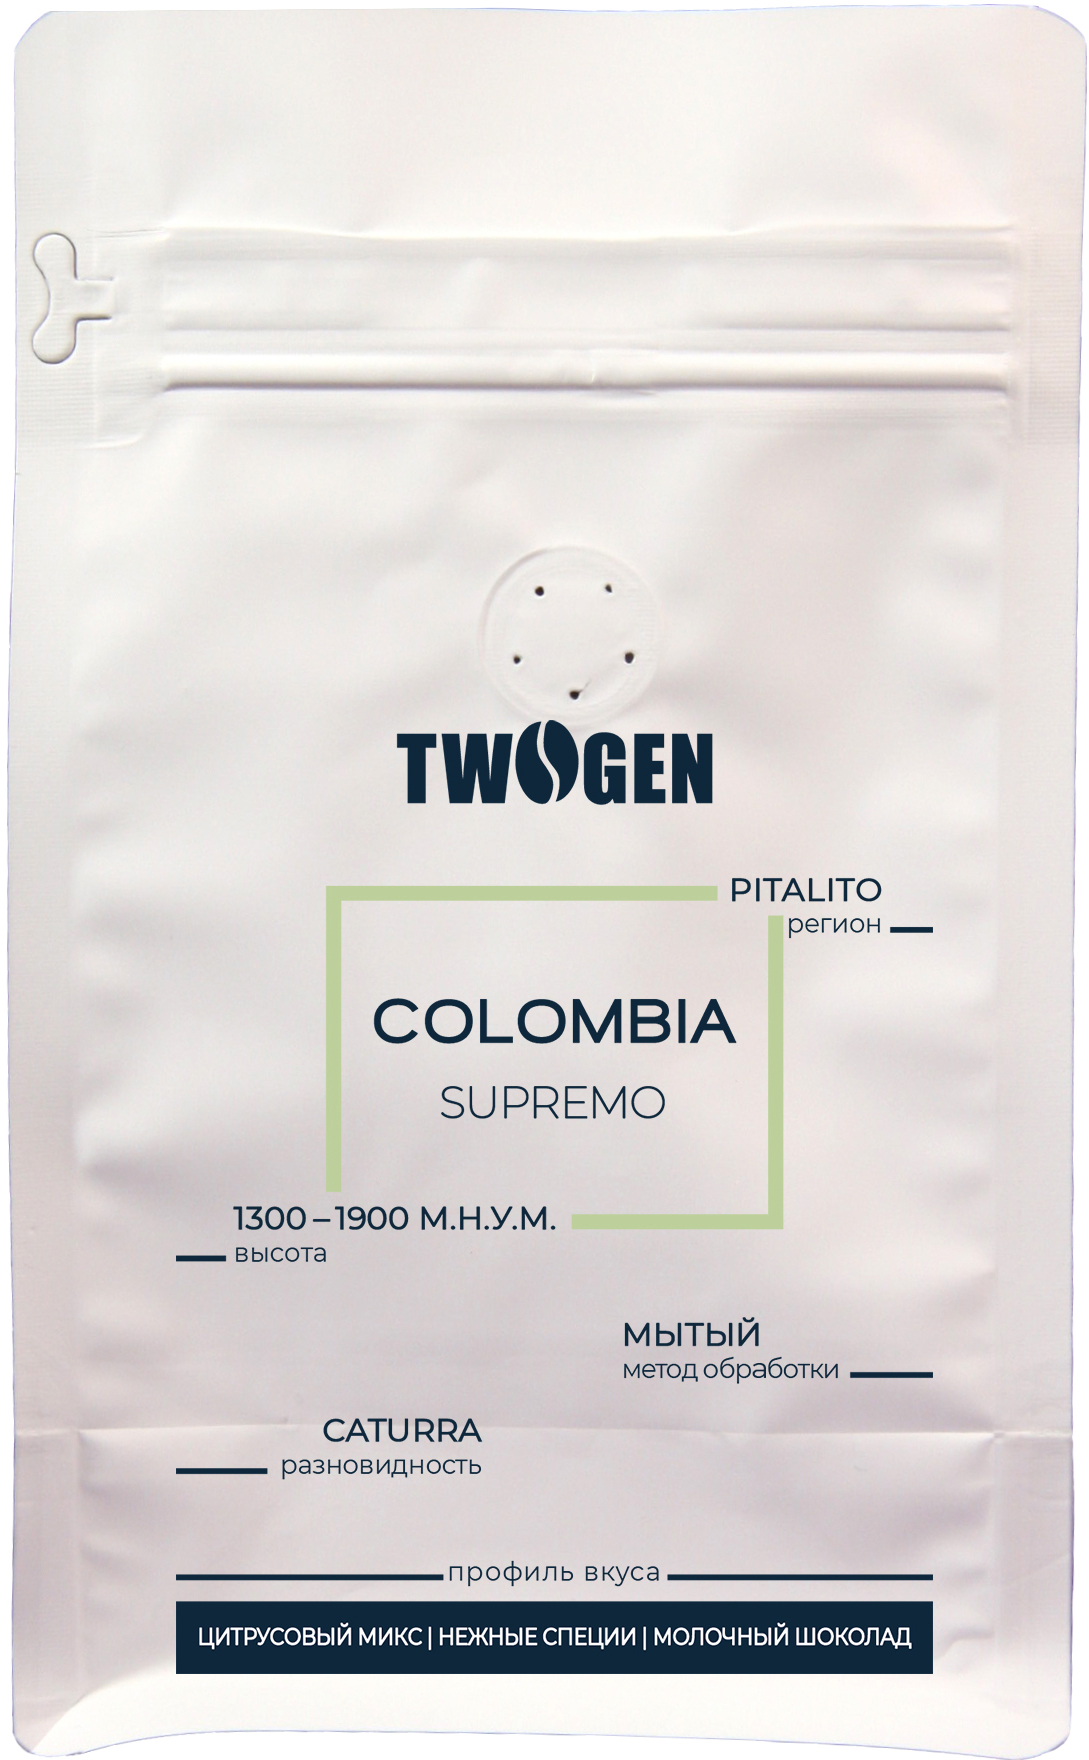 TWOGEN
PITALITO
регион
COLOMBIA
SUPREMO
1300–1900 М.Н.У.М.
высота
МЫТЫЙ
метод обработки
CATURRA
разновидность
профиль вкуса
ЦИТРУСОВЫЙ МИКС | НЕЖНЫЕ СПЕЦИИ | МОЛОЧНЫЙ ШОКОЛАД